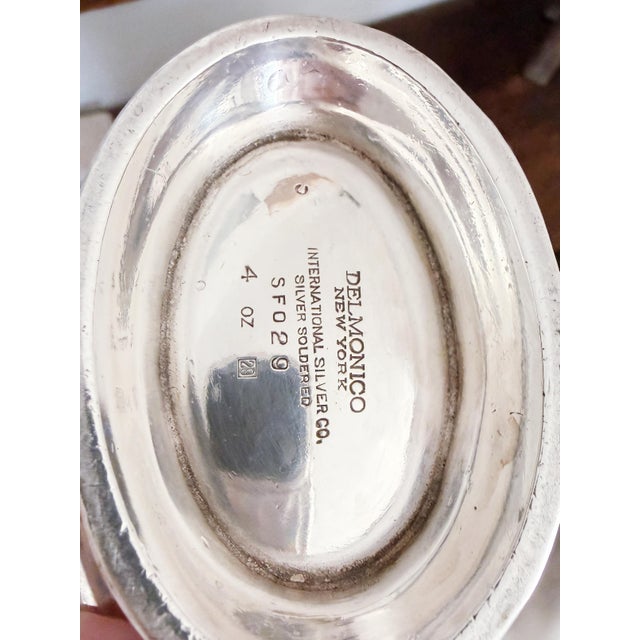 DELMONICO
NEW YORK
INTERNATIONAL SILVER CO.
SILVER SOLDERED
SF029
4 OZ